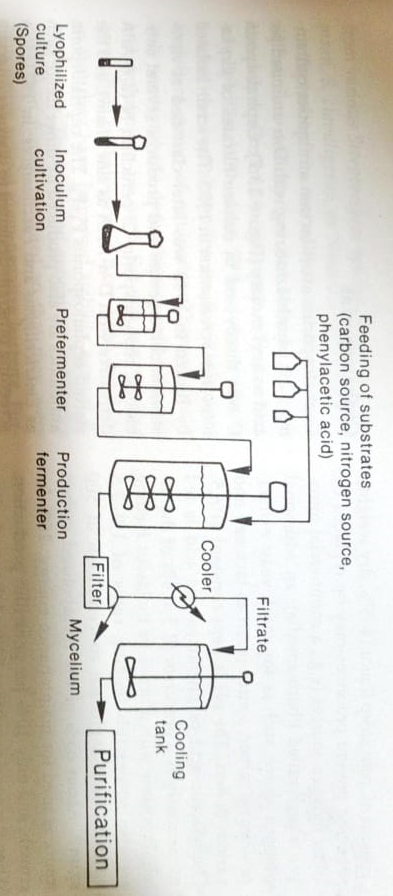 Feeding of substrates
(carbon source, nitrogen source,
phenylacetic acid)
Filtrate
Cooler
Cooling
tank
Filter
Mycelium
Purification
Lyophilized
culture
(Spores)
Inoculum
cultivation
Prefermenter
Production
fermenter